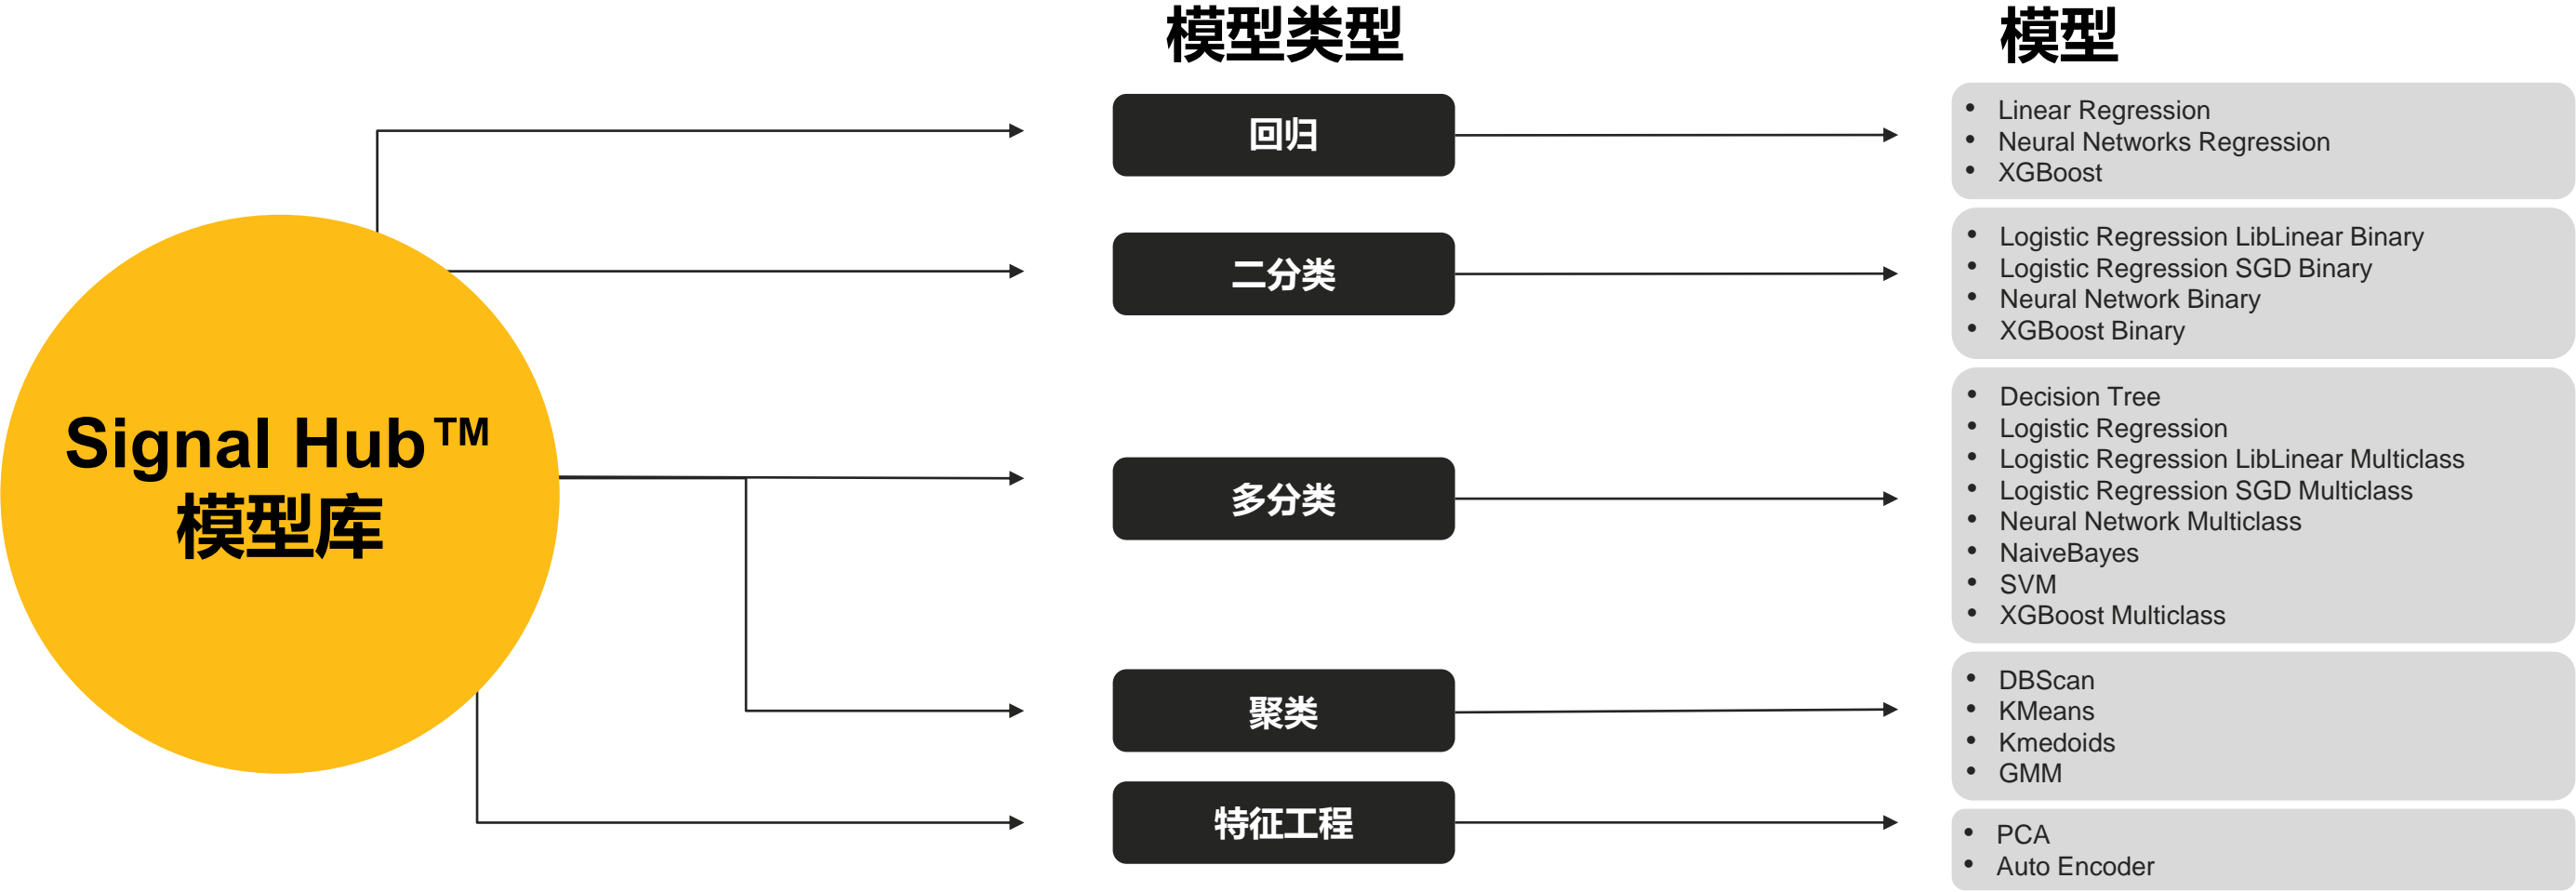 模型类型
模型
Signal Hub™
模型库
回归
• Linear Regression
• Neural Networks Regression
• XGBoost
二分类
• Logistic Regression LibLinear Binary
• Logistic Regression SGD Binary
• Neural Network Binary
• XGBoost Binary
多分类
• Decision Tree
• Logistic Regression
• Logistic Regression LibLinear Multiclass
• Logistic Regression SGD Multiclass
• Neural Network Multiclass
• NaiveBayes
• SVM
• XGBoost Multiclass
聚类
• DBScan
• KMeans
• Kmedoids
• GMM
特征工程
• PCA
• Auto Encoder